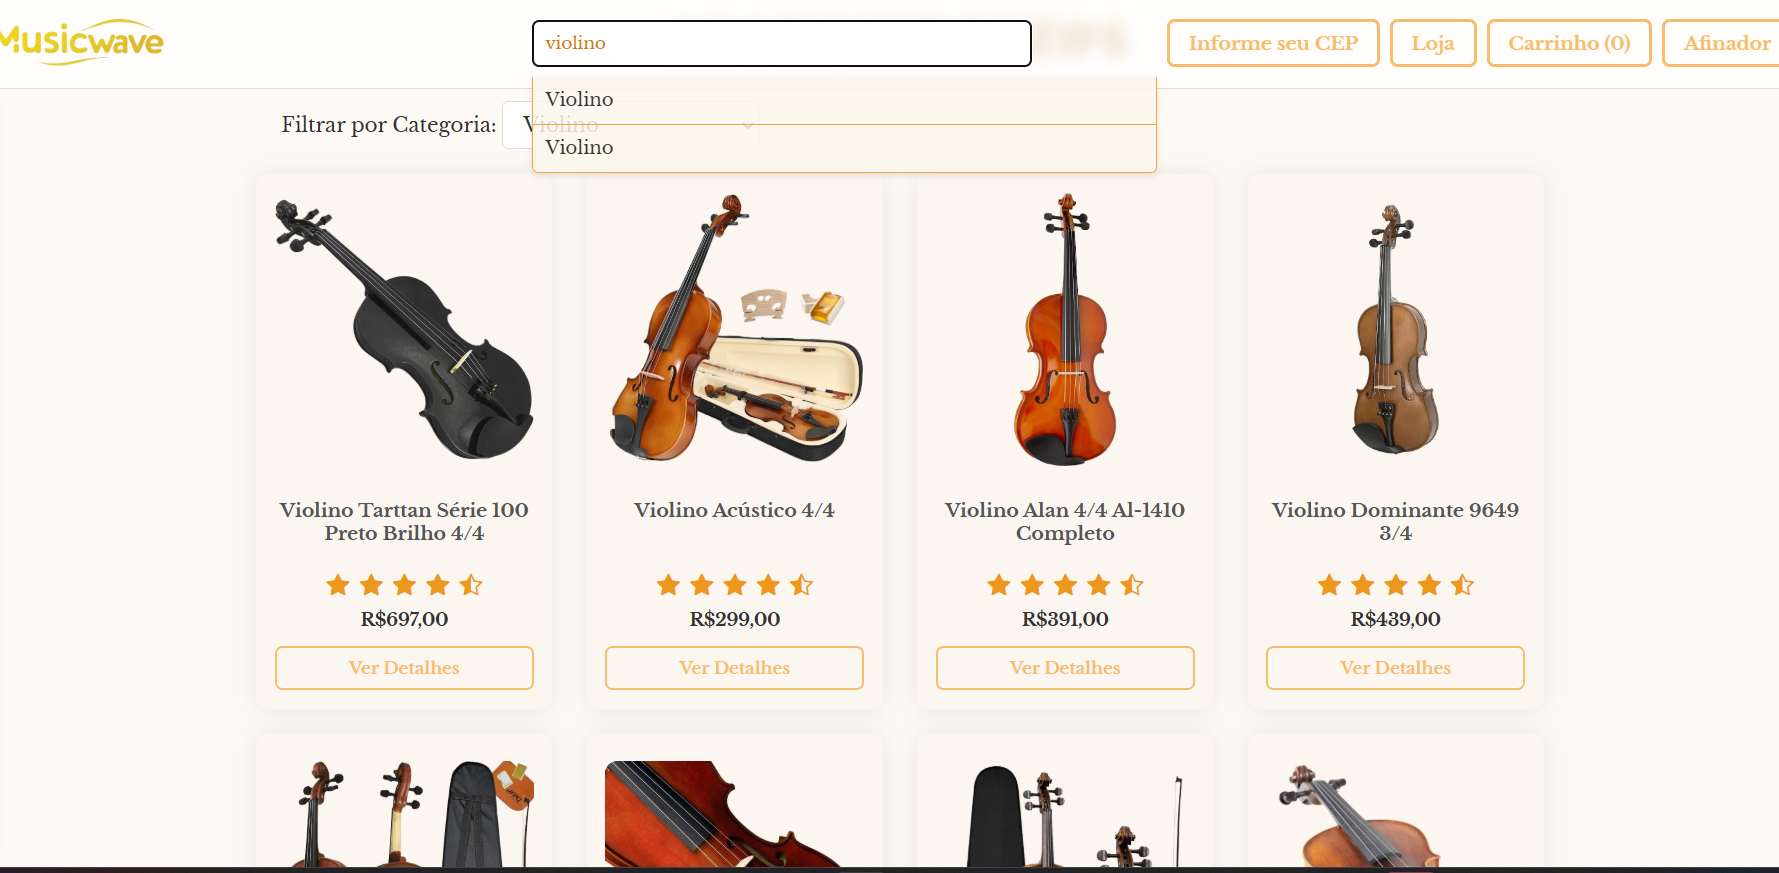 Musicwave
violino
Informe seu CEP
Loja
Carrinho (0)
Afinador
Violino
Violino
Filtrar por Categoria:
Violino
Violino Tarttan Série 100
Preto Brilho 4/4
R$697,00
Ver Detalhes
Violino Acústico 4/4
R$299,00
Ver Detalhes
Violino Alan 4/4 Al-1410
Completo
R$391,00
Ver Detalhes
Violino Dominante 9649
3/4
R$439,00
Ver Detalhes